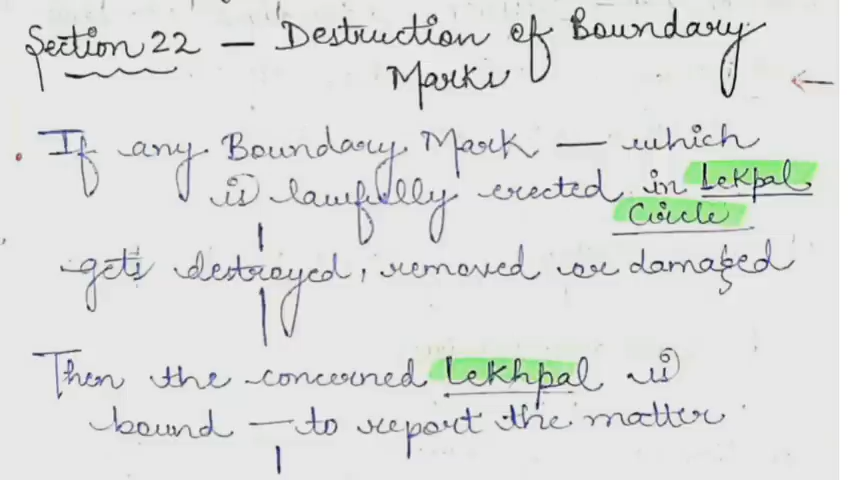 Section 22 — Destruction of Boundary
Marks
If any Boundary Mark — which
is lawfully erected in Lekpal
Circle
gets destroyed, removed or damaged
Then the concerned Lekhpal is
bound — to report the matter